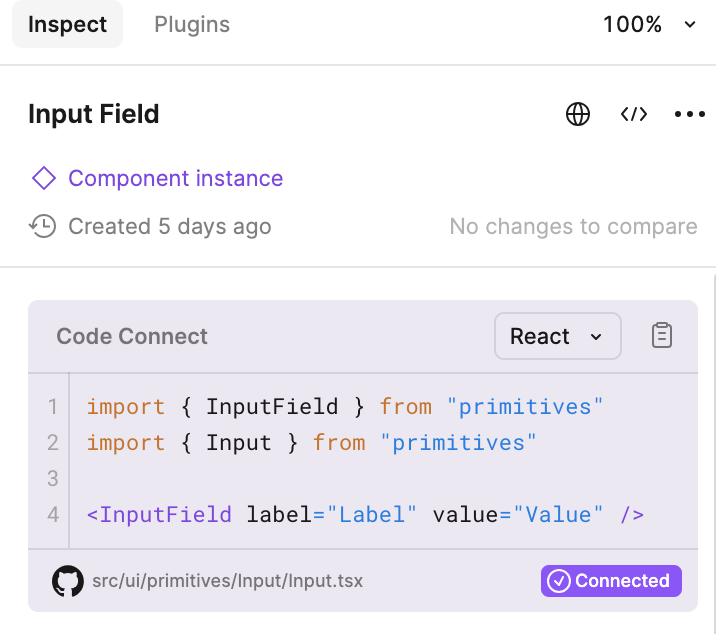 Inspect Plugins 100%
Input Field </>
Component instance
Created 5 days ago No changes to compare
Code Connect React
1 import { InputField } from "primitives"
2 import { Input } from "primitives"
3
4 <InputField label="Label" value="Value" />
src/ui/primitives/Input/Input.tsx Connected